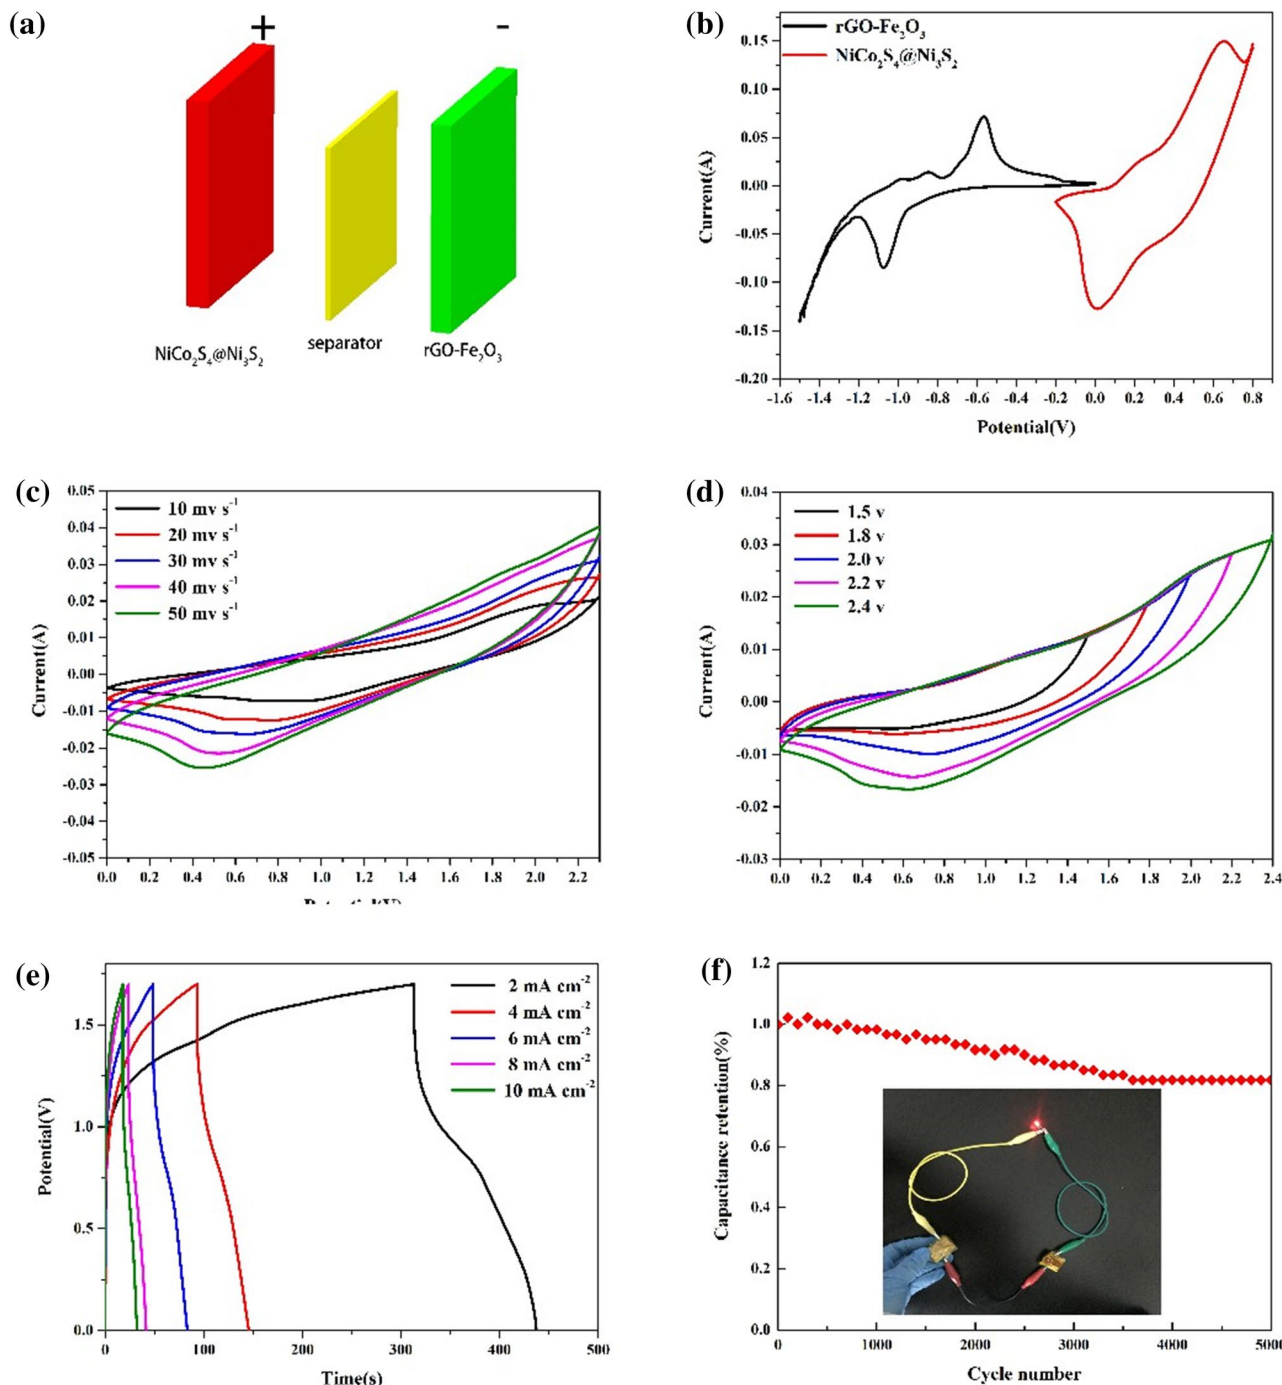 (a)
+
-
NiCo₂S₄@Ni₃S₂
separator
rGO-Fe₂O₃
(b)
rGO-Fe₂O₃
NiCo₂S₄@Ni₃S₂
0.15
0.10
0.05
0.00
-0.05
-0.10
-0.15
-0.20
Current(A)
-1.6 -1.4 -1.2 -1.0 -0.8 -0.6 -0.4 -0.2 0.0 0.2 0.4 0.6 0.8
Potential(V)
(c)
10 mv s⁻¹
20 mv s⁻¹
30 mv s⁻¹
40 mv s⁻¹
50 mv s⁻¹
0.05
0.04
0.03
0.02
0.01
0.00
-0.01
-0.02
-0.03
-0.04
-0.05
Current(A)
0.0 0.2 0.4 0.6 0.8 1.0 1.2 1.4 1.6 1.8 2.0 2.2
Potential(V)
(d)
1.5 v
1.8 v
2.0 v
2.2 v
2.4 v
0.04
0.03
0.02
0.01
0.00
-0.01
-0.02
-0.03
Current(A)
0.0 0.2 0.4 0.6 0.8 1.0 1.2 1.4 1.6 1.8 2.0 2.2 2.4
(e)
2 mA cm⁻²
4 mA cm⁻²
6 mA cm⁻²
8 mA cm⁻²
10 mA cm⁻²
1.5
1.0
0.5
0.0
Potential(V)
0 100 200 300 400 500
Time(s)
(f)
1.2
1.0
0.8
0.6
0.4
0.2
0.0
Capacitance retention(%)
0 1000 2000 3000 4000 5000
Cycle number